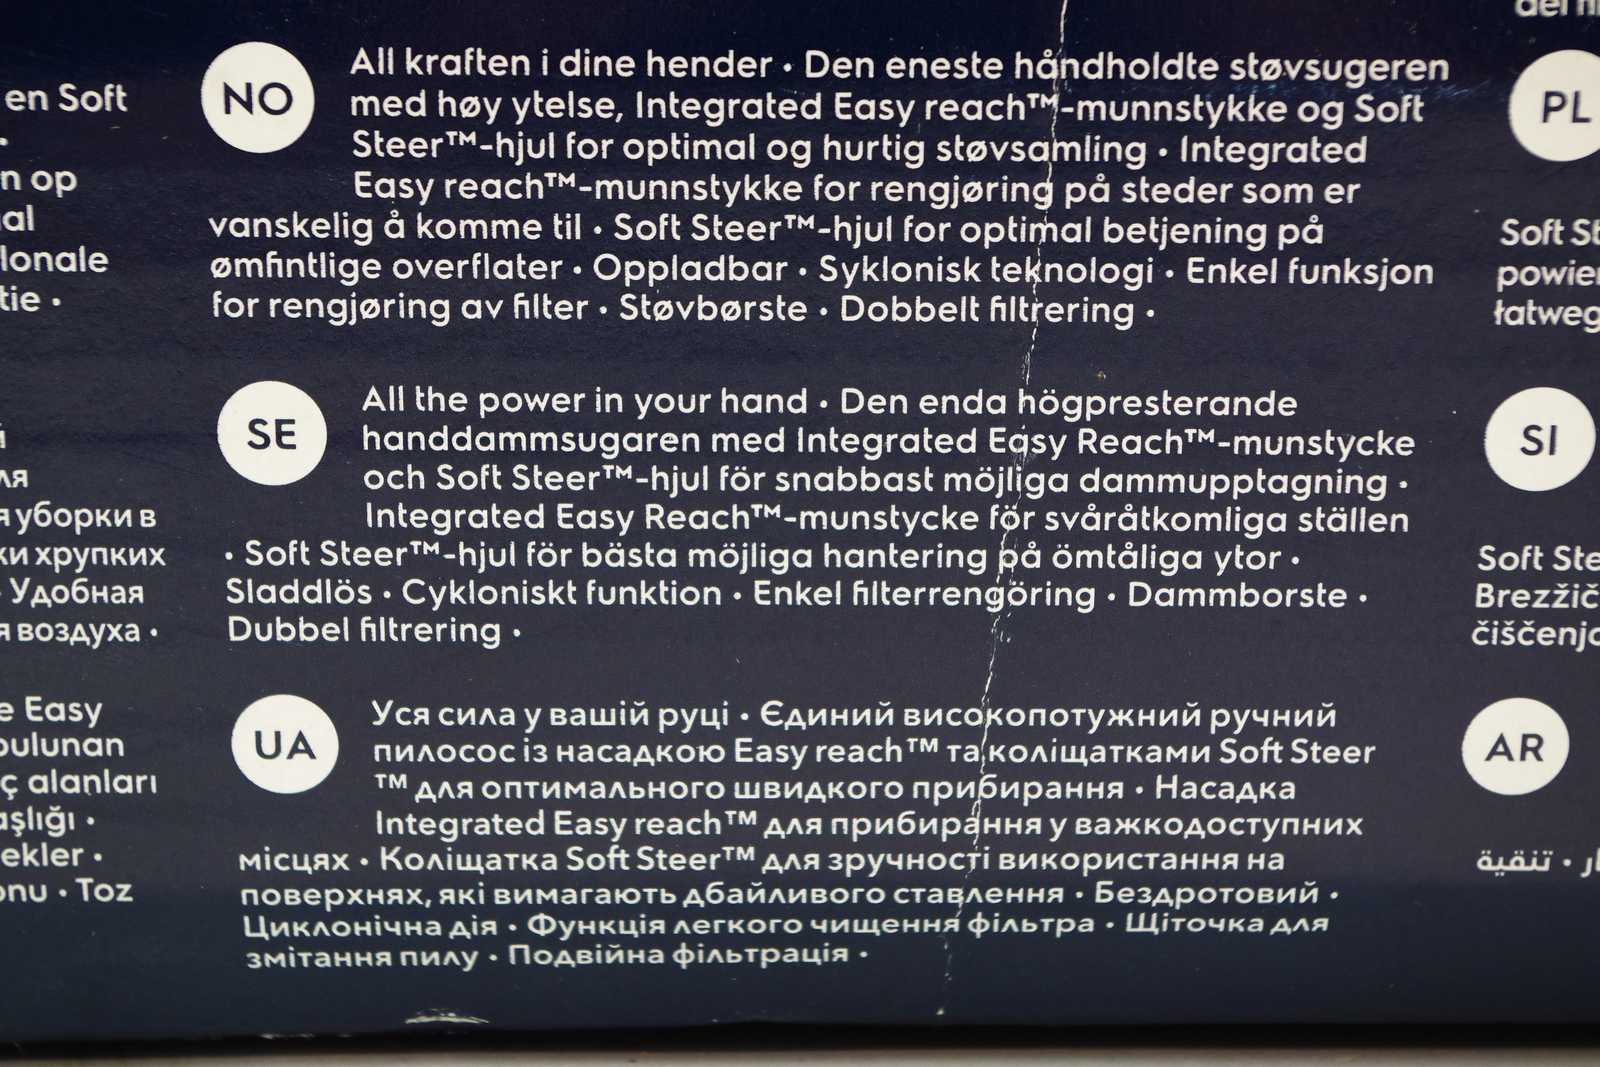 en Soft
n op
al
lonale
tie •
ля
я уборки в
ки хрупких
• Удобная
я воздуха •
e Easy
bulunan
ç alanları
aşlığı •
ekler •
onu • Toz
NO
All kraften i dine hender • Den eneste håndholdte støvsugeren
med høy ytelse, Integrated Easy reach™-munnstykke og Soft
Steer™-hjul for optimal og hurtig støvsamling • Integrated
Easy reach™-munnstykke for rengjøring på steder som er
vanskelig å komme til • Soft Steer™-hjul for optimal betjening på
ømfintlige overflater • Oppladbar • Syklonisk teknologi • Enkel funksjon
for rengjøring av filter • Støvbørste • Dobbelt filtrering •
SE
All the power in your hand • Den enda högpresterande
handdammsugaren med Integrated Easy Reach™-munstycke
och Soft Steer™-hjul för snabbast möjliga dammupptagning •
Integrated Easy Reach™-munstycke för svåråtkomliga ställen
• Soft Steer™-hjul för bästa möjliga hantering på ömtåliga ytor •
Sladdlös • Cykloniskt funktion • Enkel filterrengöring • Dammborste •
Dubbel filtrering •
UA
Уся сила у вашій руці • Єдиний високопотужний ручний
пилосос із насадкою Easy reach™ та коліщатками Soft Steer
™ для оптимального швидкого прибирання • Насадка
Integrated Easy reach™ для прибирання у важкодоступних
місцях • Коліщатка Soft Steer™ для зручності використання на
поверхнях, які вимагають дбайливого ставлення • Бездротовий •
Циклонічна дія • Функція легкого чищення фільтра • Щіточка для
змітання пилу • Подвійна фільтрація •
PL
Soft St
powier
łatweg
SI
Soft Ste
Brezžič
čiščenjo
AR
تنقية •